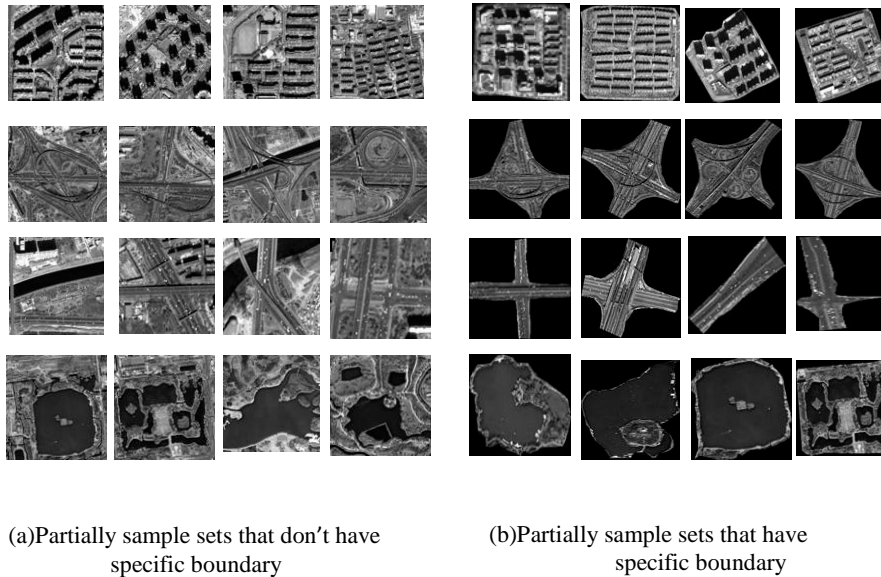 (a)Partially sample sets that don’t have
specific boundary
(b)Partially sample sets that have
specific boundary